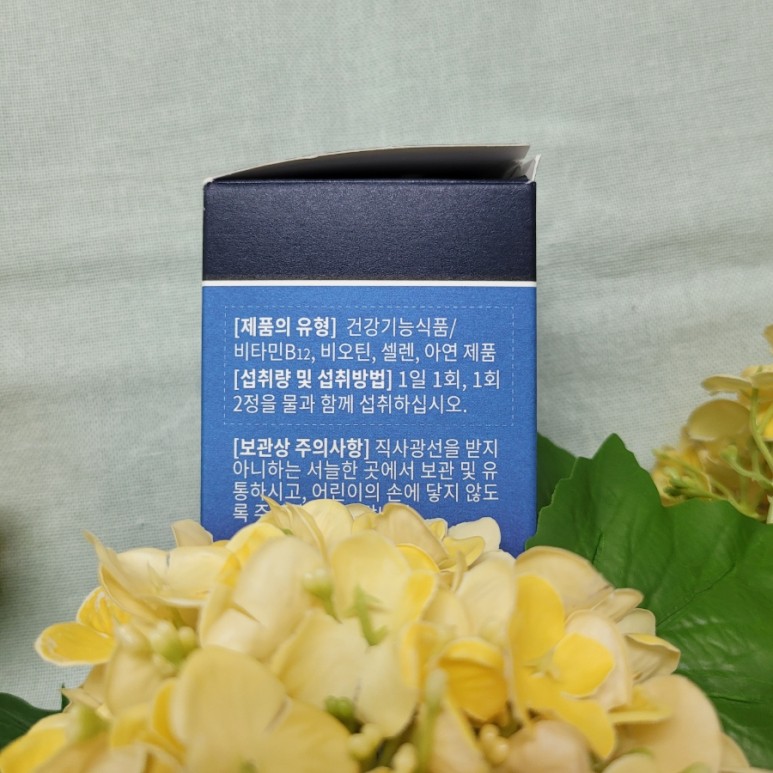 [제품의 유형] 건강기능식품/
비타민B12, 비오틴, 셀렌, 아연 제품
[섭취량 및 섭취방법] 1일 1회, 1회
2정을 물과 함께 섭취하십시오.
[보관상 주의사항] 직사광선을 받지
아니하는 서늘한 곳에서 보관 및 유
통하시고, 어린이의 손에 닿지 않도
록